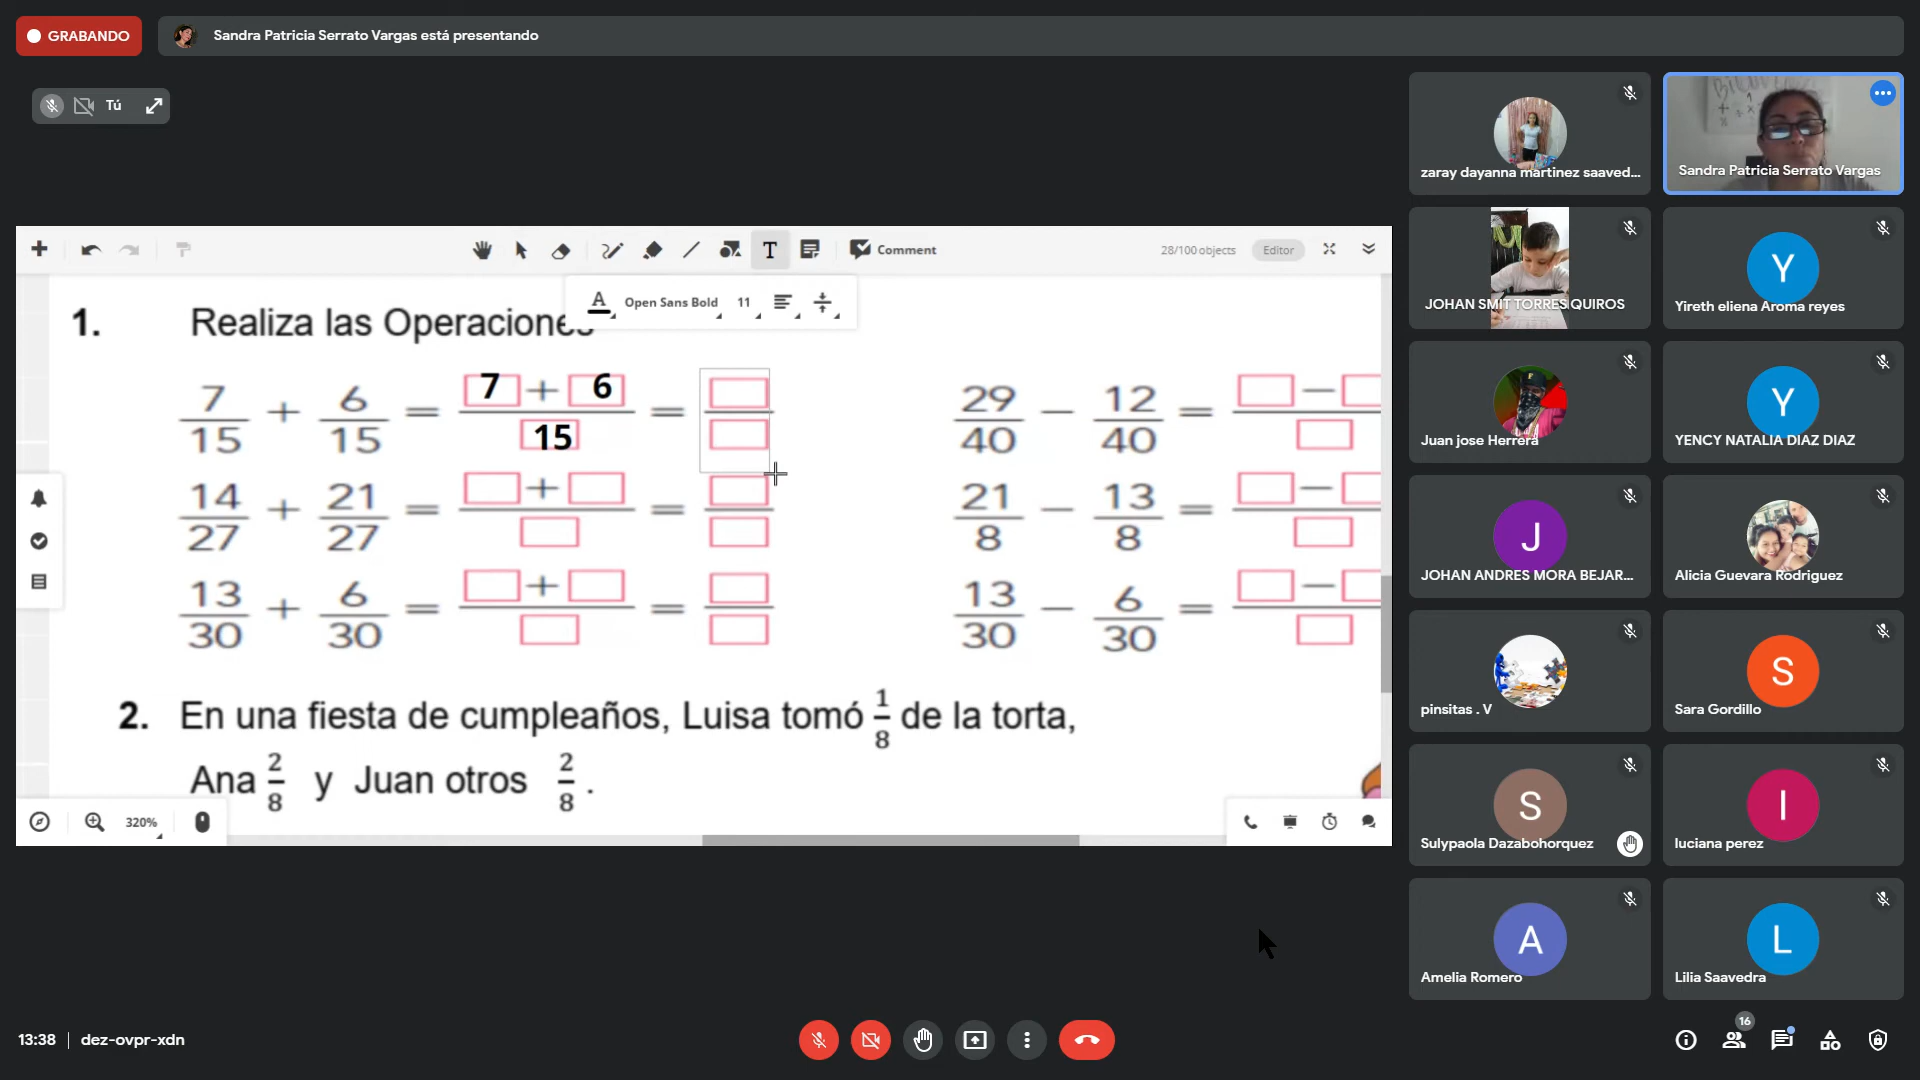 GRABANDO
Sandra Patricia Serrato Vargas está presentando
Tú
Comment
28/100 objects
Editor
Open Sans Bold
11
1. Realiza las Operaciones
7/15 + 6/15 = 7 + 6 / 15 =
29/40 − 12/40 = −
14/27 + 21/27 = + =
21/8 − 13/8 = −
13/30 + 6/30 = + =
13/30 − 6/30 = −
2. En una fiesta de cumpleaños, Luisa tomó 1/8 de la torta,
Ana 2/8 y Juan otros 2/8 .
320%
zaray dayanna martinez saaved...
Sandra Patricia Serrato Vargas
JOHAN SMIT TORRES QUIROS
Y
Yireth eliena Aroma reyes
Juan jose Herrera
Y
YENCY NATALIA DIAZ DIAZ
J
JOHAN ANDRES MORA BEJAR...
Alicia Guevara Rodriguez
pinsitas . V
S
Sara Gordillo
S
Sulypaola Dazabohorquez
I
luciana perez
A
Amelia Romero
L
Lilia Saavedra
13:38 | dez-ovpr-xdn
16